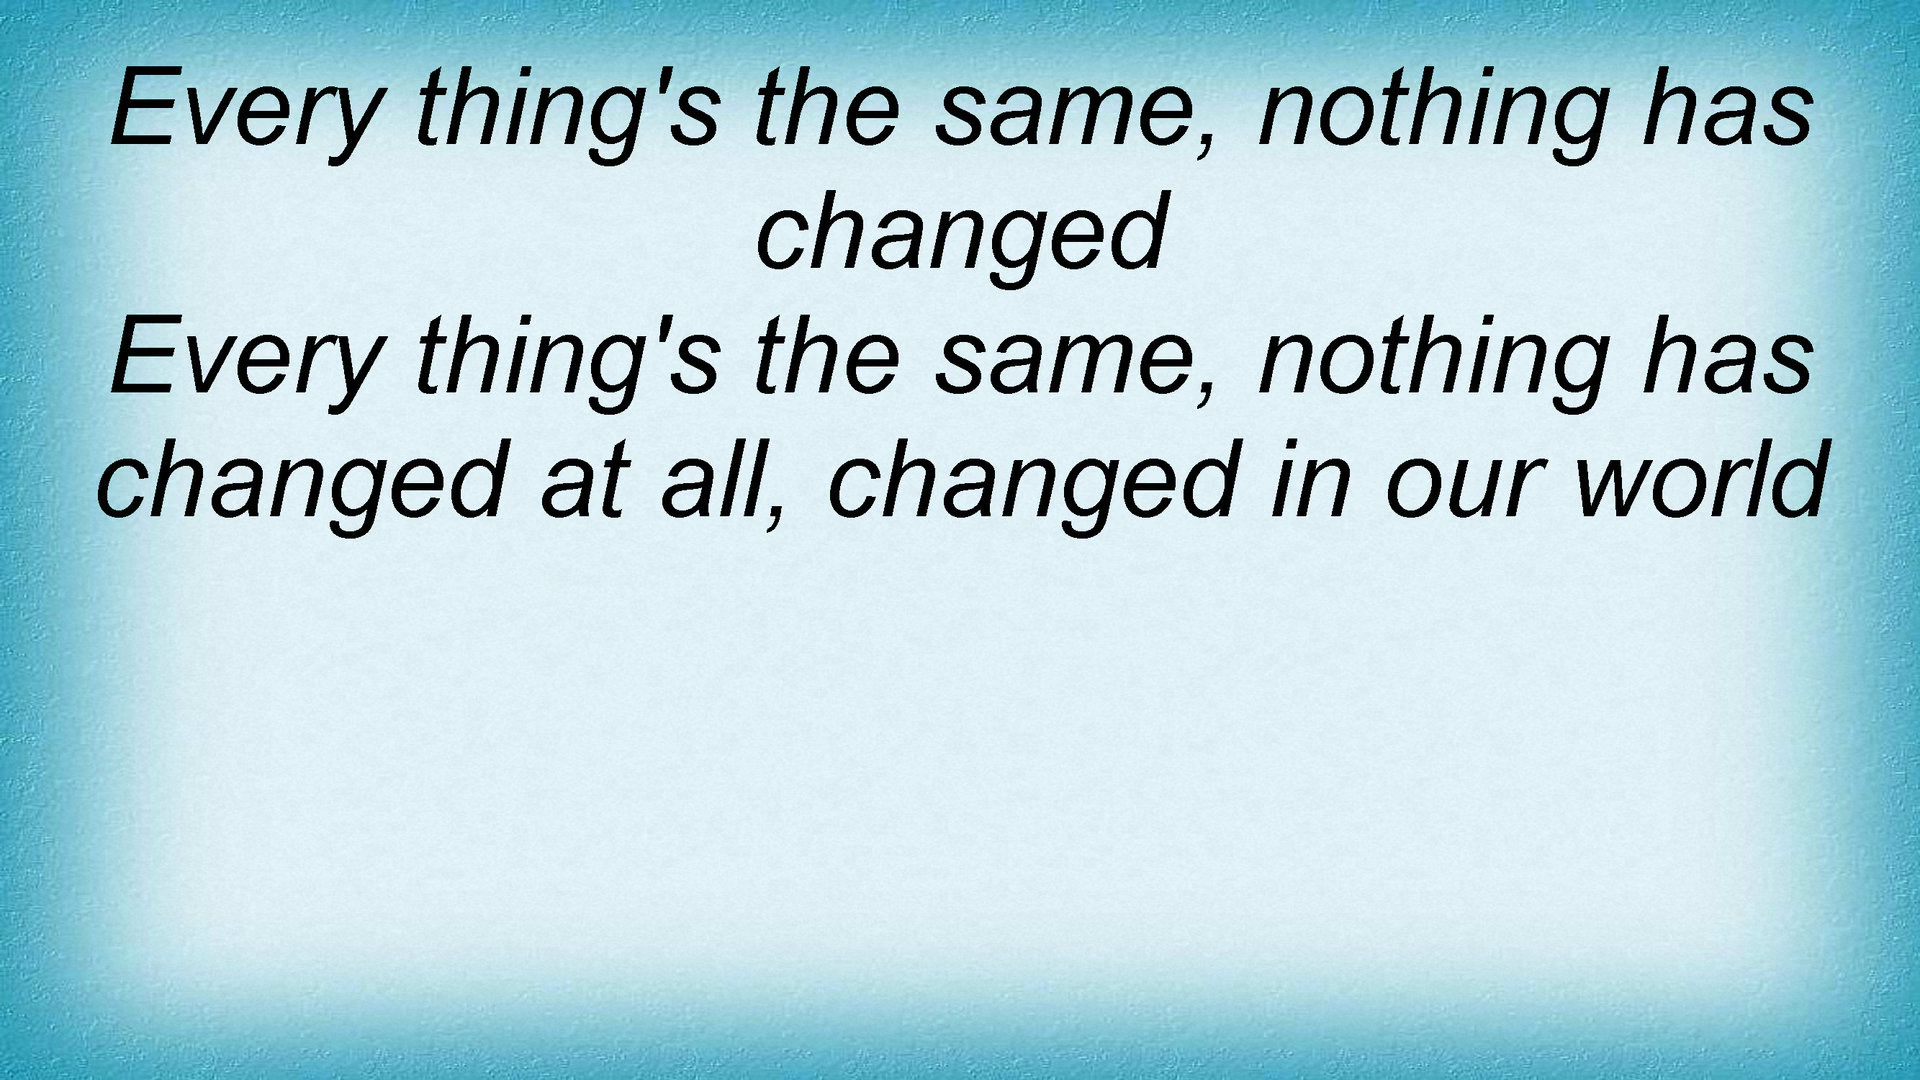 Every thing's the same, nothing has
changed
Every thing's the same, nothing has
changed at all, changed in our world